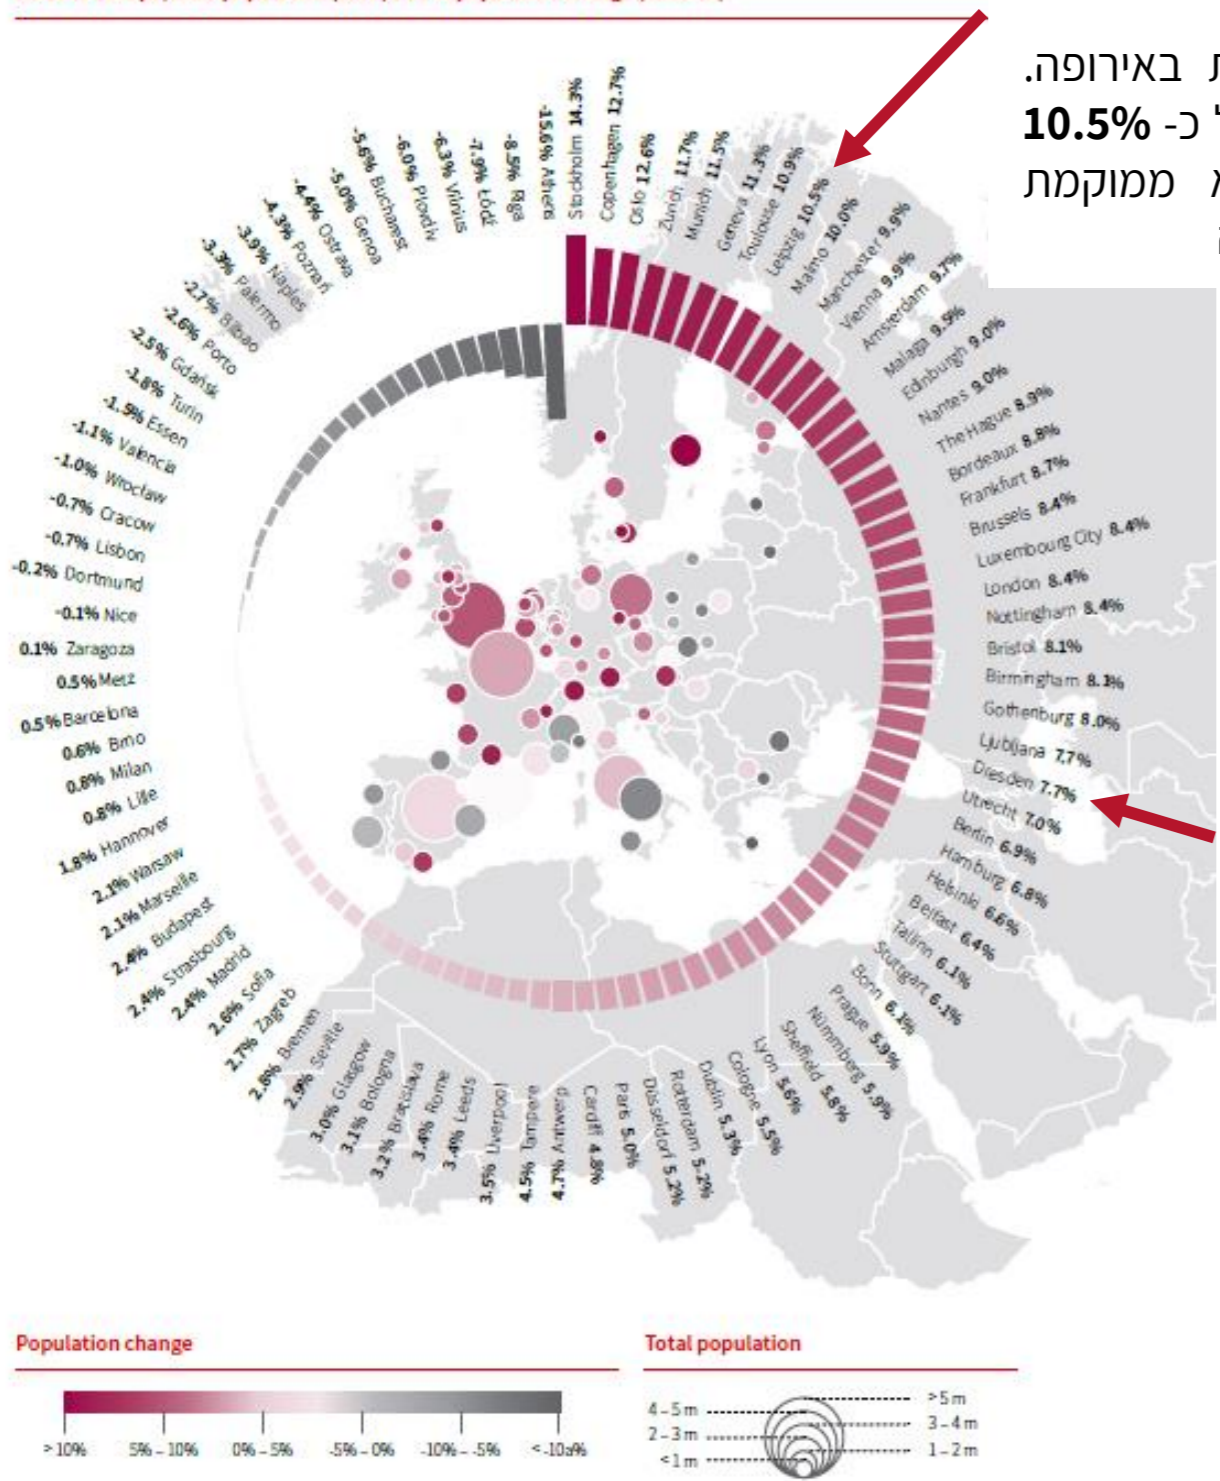 באירופה.
כ- 10.5%
ממוקמת
Stockholm 14.3%
Copenhagen 12.7%
Oslo 12.6%
Zurich 11.7%
Munich 11.5%
Geneva 11.3%
Toulouse 10.9%
Leipzig 10.5%
Malmo 10.0%
Manchester 9.9%
Vienna 9.9%
Amsterdam 9.7%
Malaga 9.5%
Edinburgh 9.0%
Nantes 9.0%
The Hague 8.9%
Bordeaux 8.8%
Frankfurt 8.7%
Brussels 8.4%
Luxembourg City 8.4%
London 8.4%
Nottingham 8.4%
Bristol 8.1%
Birmingham 8.1%
Gothenburg 8.0%
Ljubljana 7.7%
Dresden 7.7%
Utrecht 7.0%
Berlin 6.9%
Hamburg 6.8%
Helsinki 6.6%
Belfast 6.4%
Tallinn 6.1%
Stuttgart 6.1%
Bonn 6.1%
Prague 5.9%
Nürnberg 5.9%
Sheffield 5.8%
Lyon 5.6%
Cologne 5.5%
Dublin 5.3%
Rotterdam 5.2%
Düsseldorf 5.2%
Paris 5.0%
Cardiff 4.8%
4.7% Antwerp
4.5% Tampere
3.5% Liverpool
3.4% Leeds
3.4% Rome
3.2% Bratislava
3.1% Bologna
3.0% Glasgow
2.9% Seville
2.8% Bremen
2.7% Zagreb
2.6% Sofia
2.4% Madrid
2.4% Strasbourg
2.4% Budapest
2.1% Marseille
2.1% Warsaw
1.8% Hannover
0.8% Lille
0.8% Milan
0.6% Brno
0.5% Barcelona
0.5% Metz
0.1% Zaragoza
-0.1% Nice
-0.2% Dortmund
-0.7% Lisbon
-0.7% Cracow
-1.0% Wrocław
-1.1% Valencia
-1.5% Essen
-1.8% Turin
-2.5% Gdańsk
-2.6% Porto
-2.7% Bilbao
-3.3% Palermo
-3.9% Naples
-4.3% Poznań
-4.4% Ostrava
-5.0% Genoa
-5.6% Bucharest
-6.0% Plovdiv
-6.3% Vilnius
-7.9% Łódź
-8.5% Riga
-15.6% Athens
Population change
>10%
5% – 10%
0% – 5%
-5% – 0%
-10% – -5%
< -10a%
Total population
4 – 5 m
2 – 3 m
<1 m
>5 m
3 – 4 m
1 – 2 m